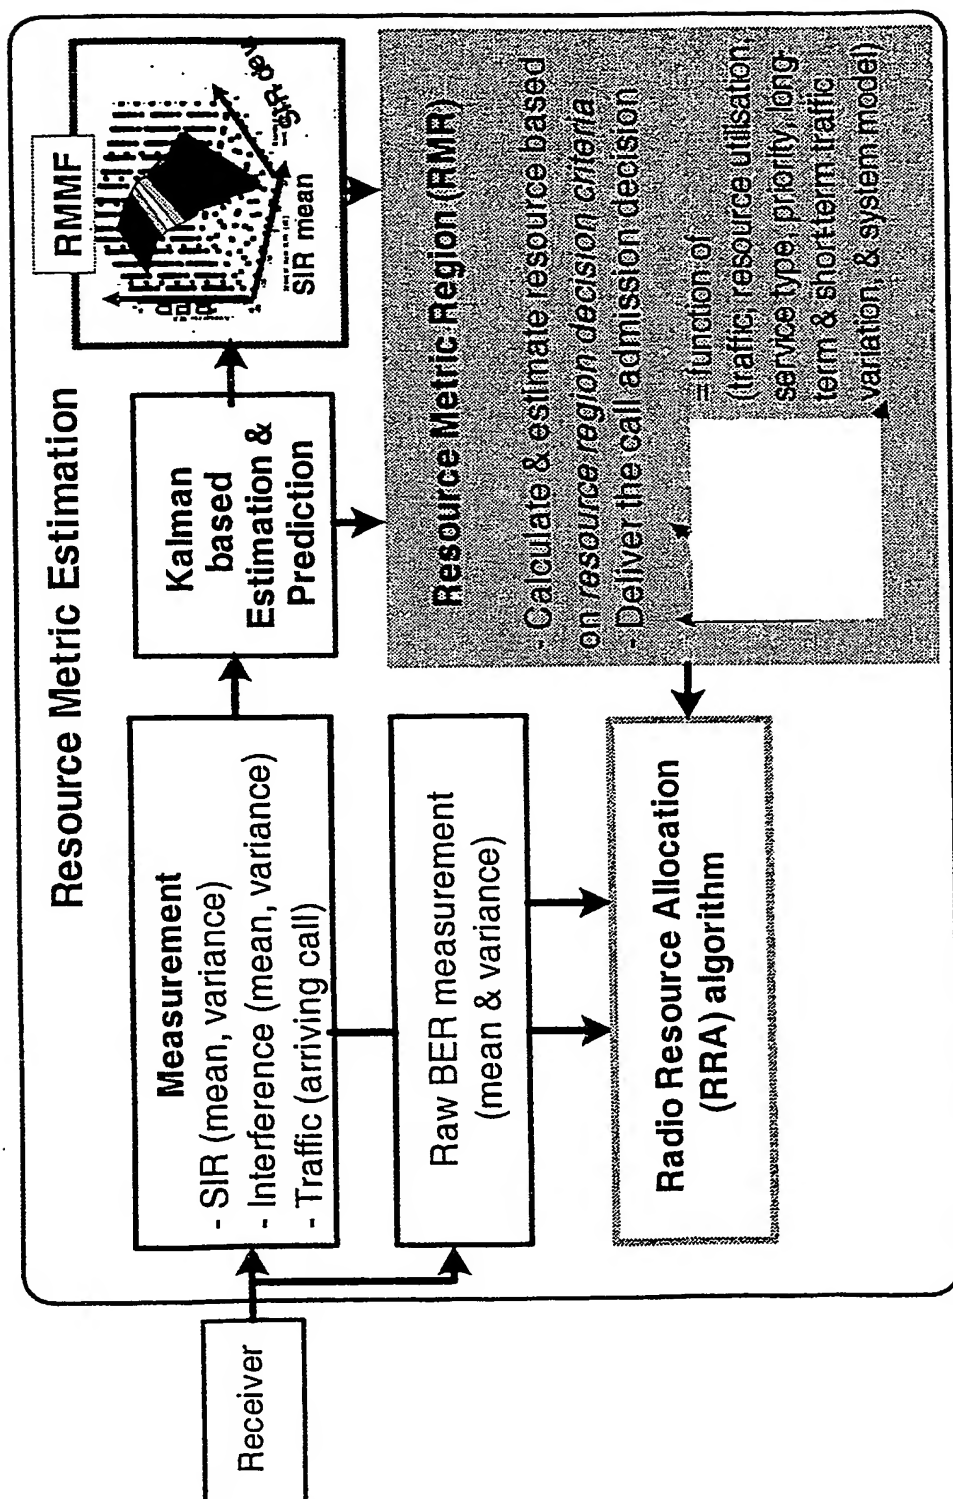 Resource Metric Estimation
Receiver
Measurement
- SIR (mean, variance)
- Interference (mean, variance)
- Traffic (arriving call)
Raw BER measurement
(mean & variance)
Radio Resource Allocation
(RRA) algorithm
Kalman
based
Estimation &
Prediction
RMMF
SIR mean
SIR dev
Resource Metric Region (RMR)
- Calculate & estimate resource based
on resource region decision criteria
- Deliver the call admission decision
= function of
(traffic, resource utilisation,
service type, priority, long-
term & short term traffic
variation, & system model)